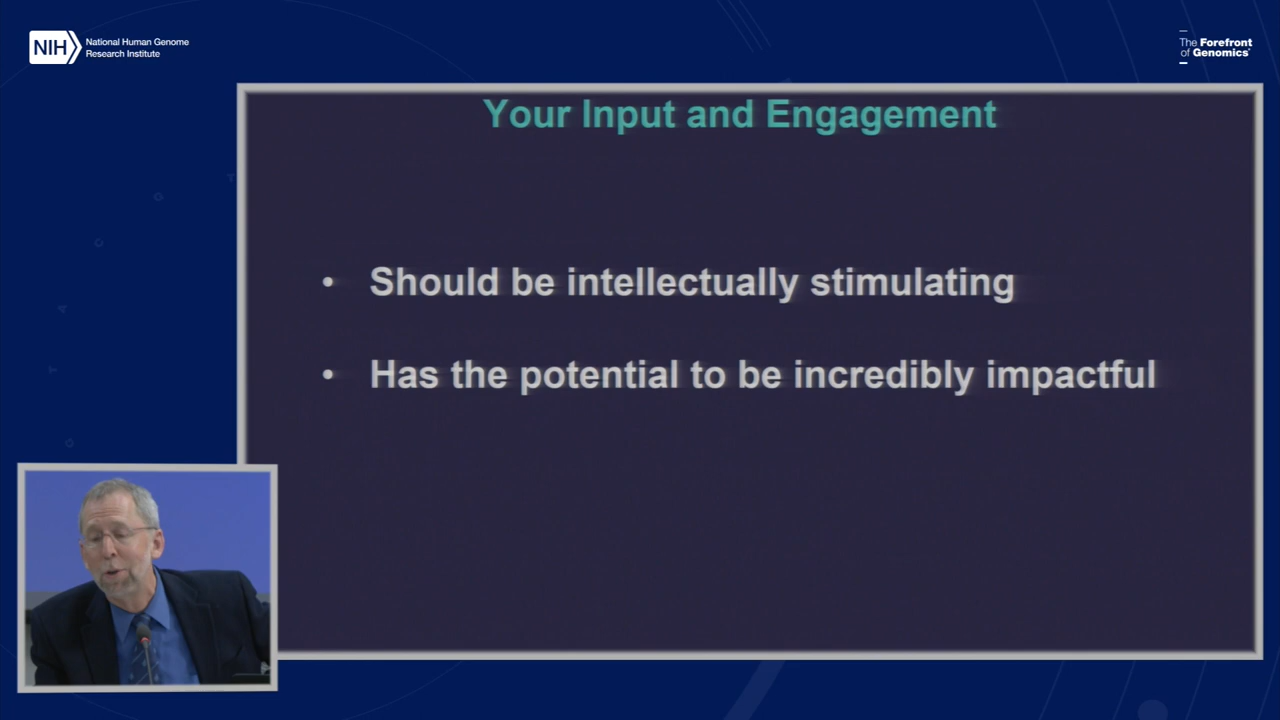 NIH
National Human Genome
Research Institute
The Forefront
of Genomics®
Your Input and Engagement
• Should be intellectually stimulating
• Has the potential to be incredibly impactful